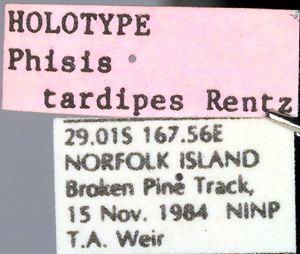 HOLOTYPE
Phisis
tardipes Rentz
29.01S 167.56E
NORFOLK ISLAND
Broken Pine Track,
15 Nov. 1984 NINP
T.A. Weir